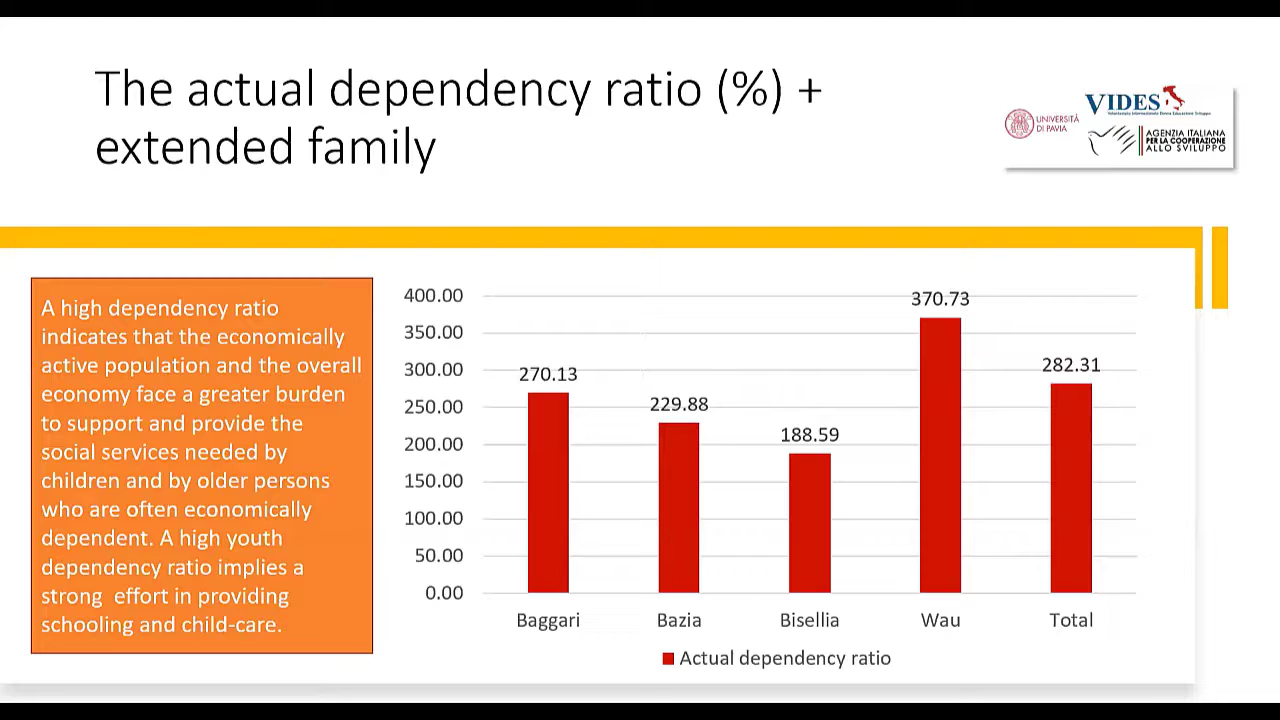 The actual dependency ratio (%) +
extended family
UNIVERSITÀ
DI PAVIA
VIDES
Volontariato Internazionale Donna Educazione Sviluppo
AGENZIA ITALIANA
PER LA COOPERAZIONE
ALLO SVILUPPO
A high dependency ratio
indicates that the economically
active population and the overall
economy face a greater burden
to support and provide the
social services needed by
children and by older persons
who are often economically
dependent. A high youth
dependency ratio implies a
strong effort in providing
schooling and child-care.
400.00
350.00
300.00
250.00
200.00
150.00
100.00
50.00
0.00
270.13
229.88
188.59
370.73
282.31
Baggari Bazia Bisellia Wau Total
Actual dependency ratio